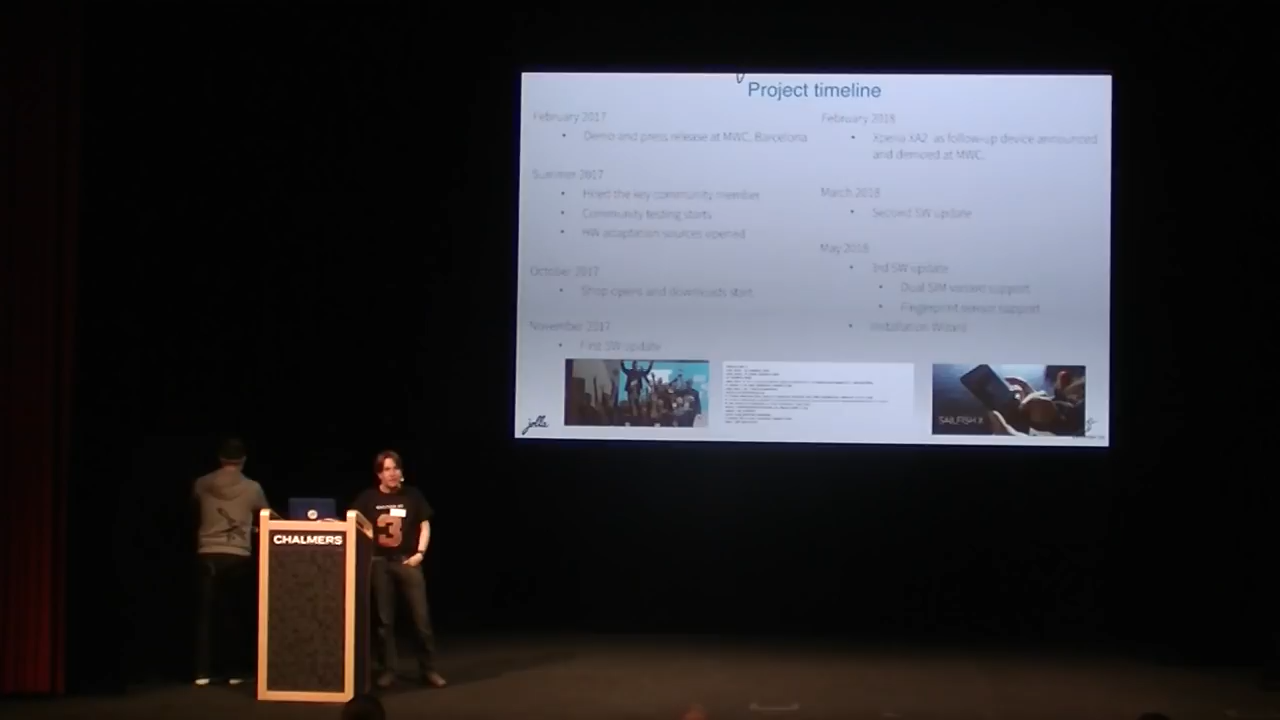 Project timeline
February 2017
• Demo and press release at MWC, Barcelona
Summer 2017
• Hired the key community member
• Community testing starts
• HW adaptation sources opened
October 2017
• Shop opens and downloads start
November 2017
• First SW update
February 2018
• Xperia XA2 as follow-up device announced
and demoed at MWC.
March 2018
• Second SW update
May 2018
• SW update
• Dual SIM version support
• Fingerprint sensor support
• Installation Wizard
SAILFISH X
jolla
CHALMERS
3